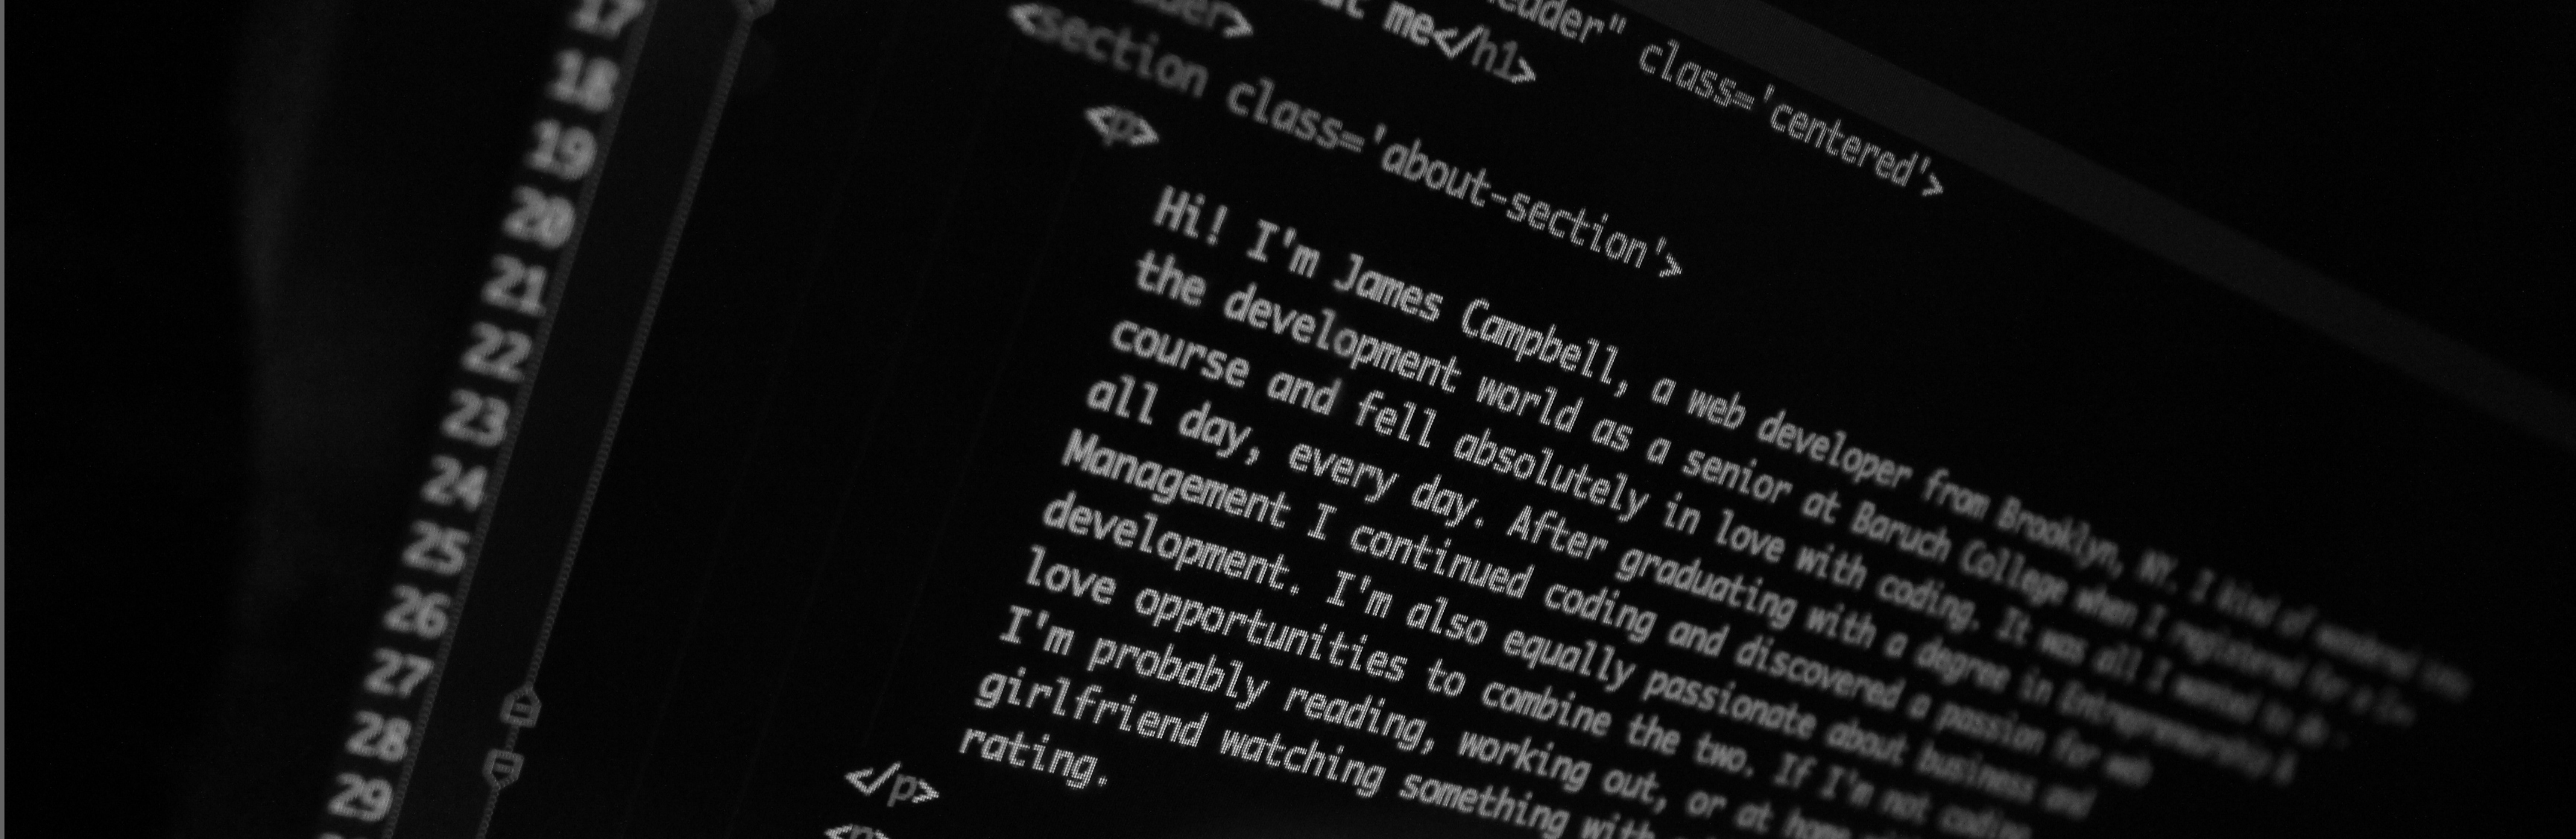 17
18
19
20
21
22
23
24
25
26
27
28
29
class='centered'>
me</h1>
<section class='about-section'>
<p>
Hi! I'm James Campbell, a web developer from Brooklyn, NY. I kind of wandered into
the development world as a senior at Baruch College when I registered for a
course and fell absolutely in love with coding. It was all I wanted to do -
all day, every day. After graduating with a degree in Entrepreneurship &
Management I continued coding and discovered a passion for web
development. I'm also equally passionate about business and
love opportunities to combine the two. If I'm not coding
I'm probably reading, working out, or at home
girlfriend watching something with
rating.
</p>